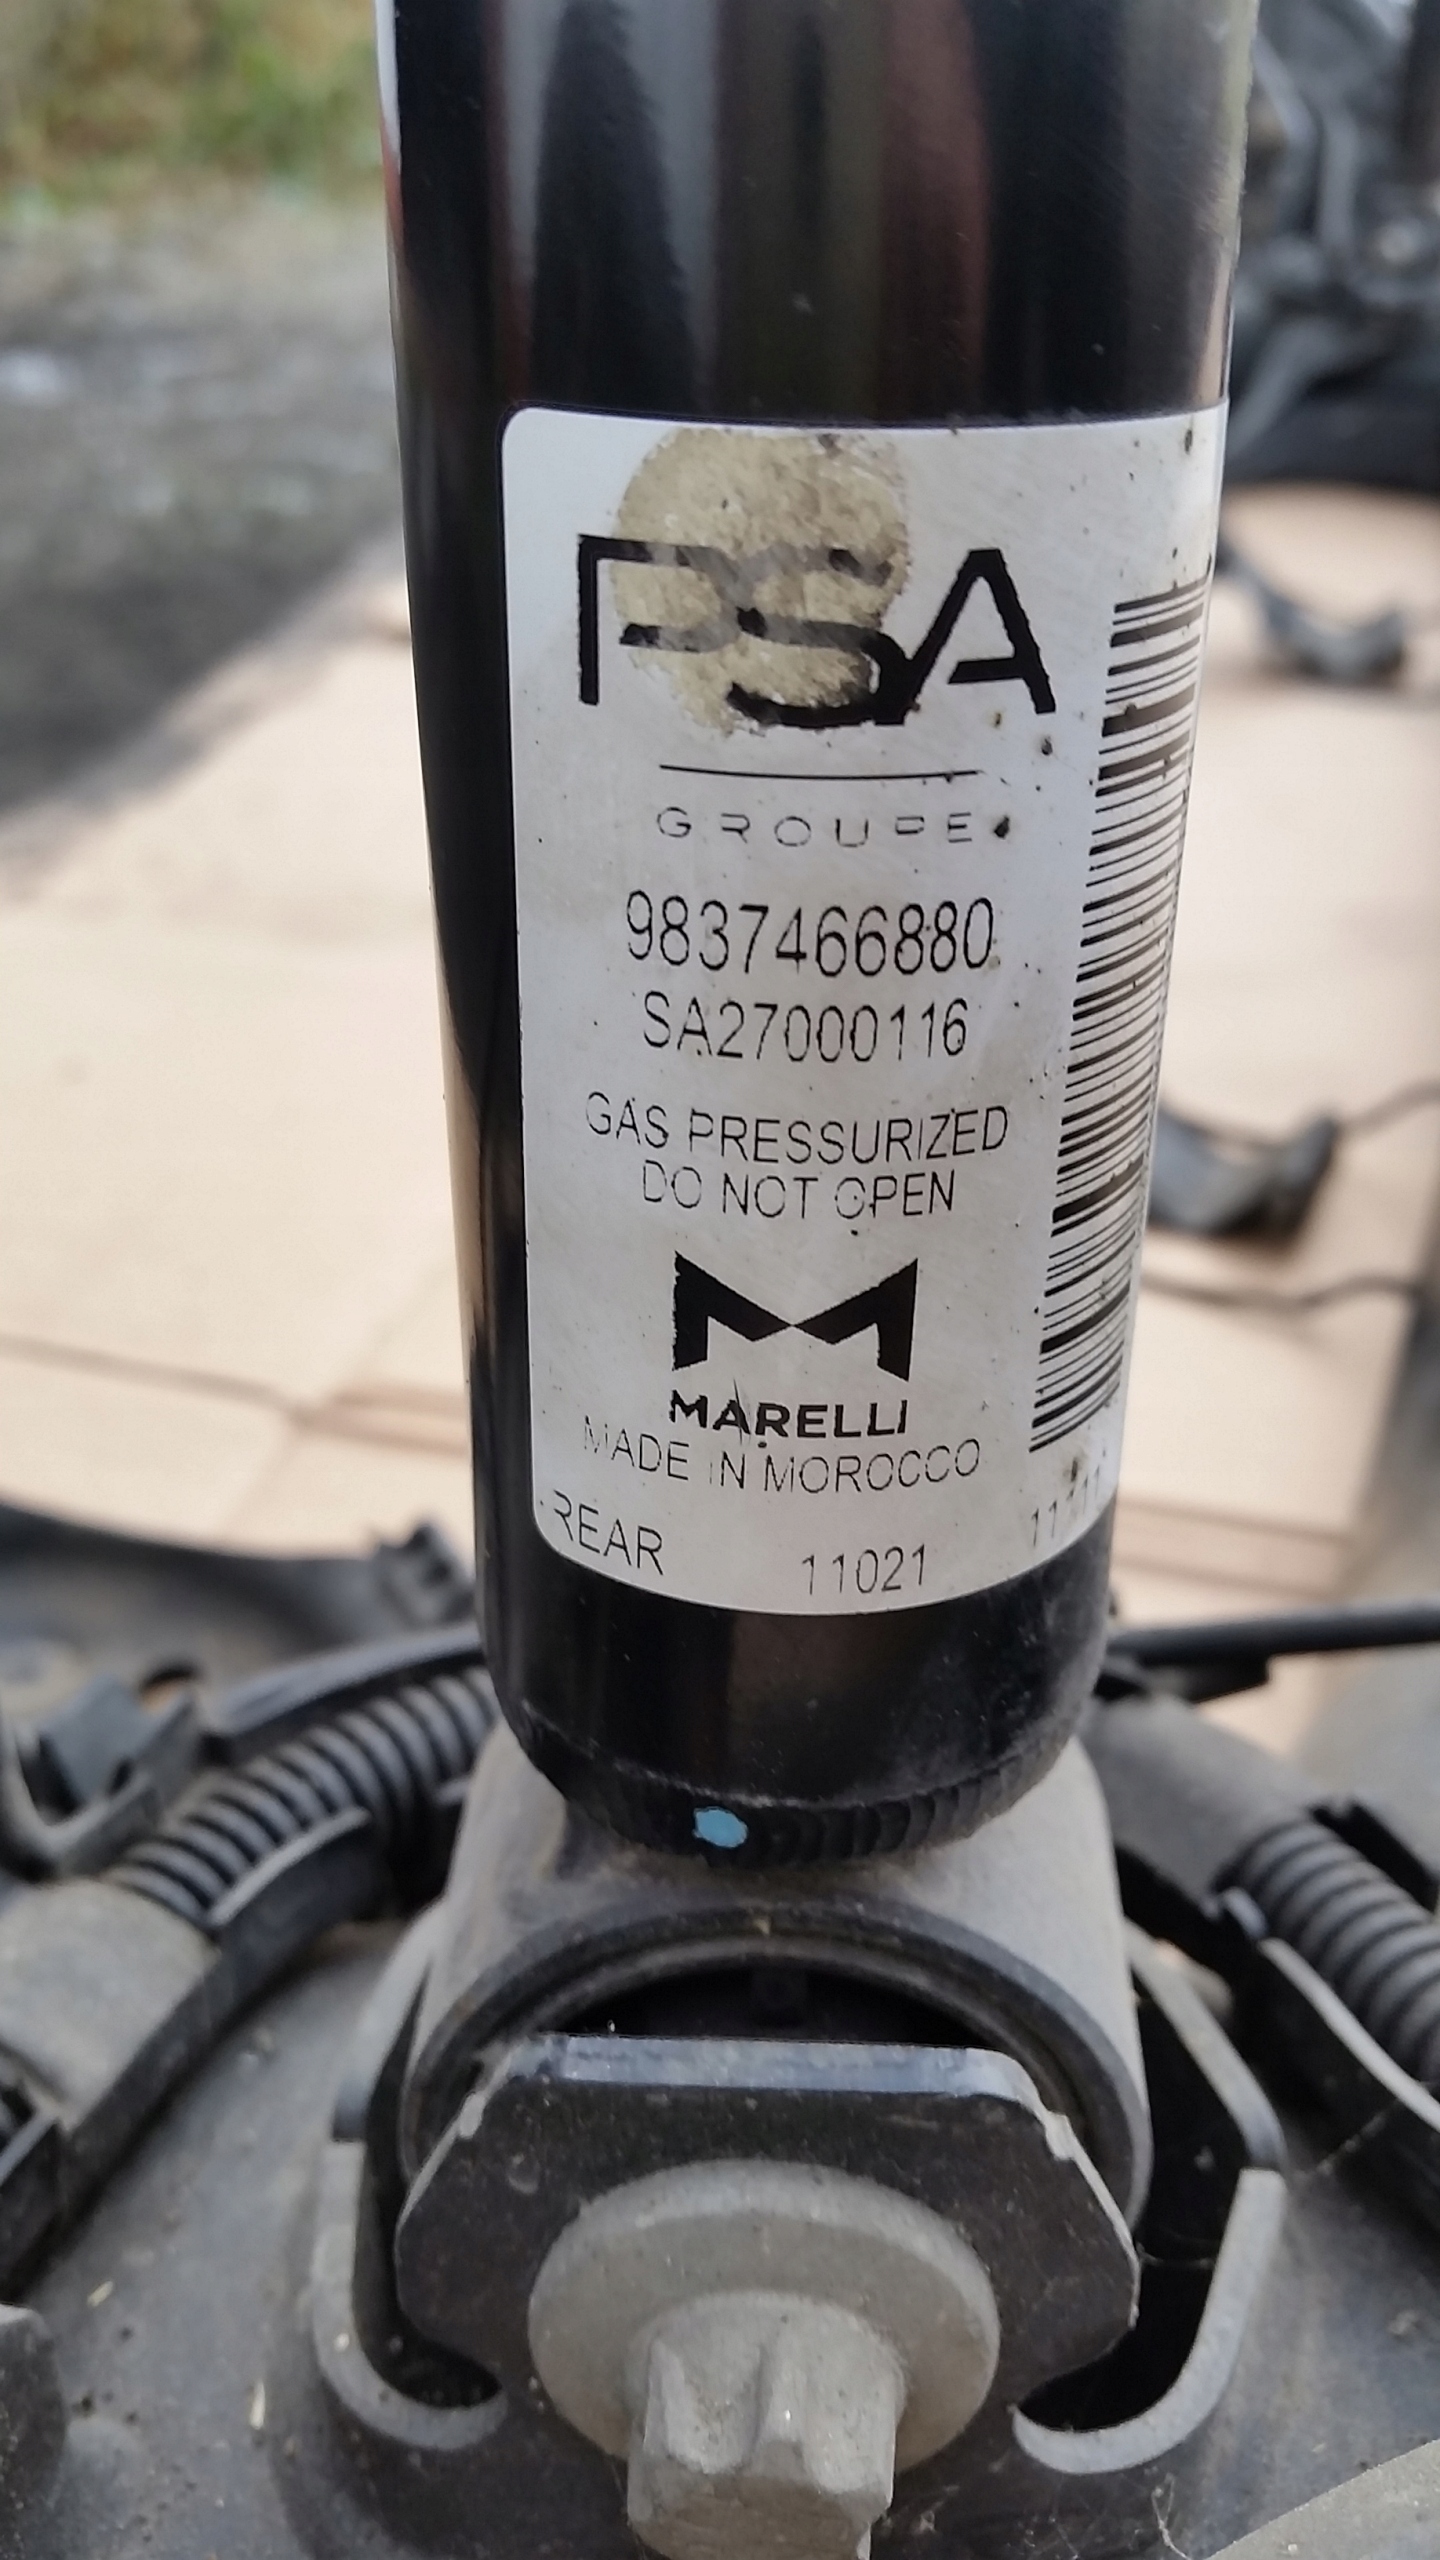 PSA
GROUPE
9837466880
SA27000116
GAS PRESSURIZED
DO NOT OPEN
MARELLI
MADE IN MOROCCO
REAR
11021